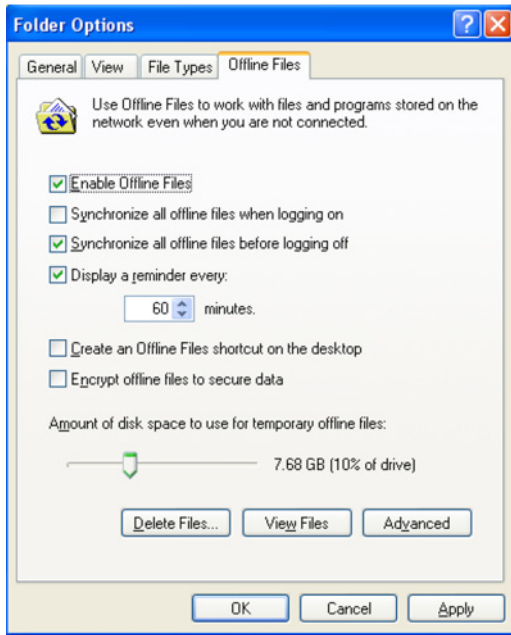 Folder Options
General View File Types Offline Files
Use Offline Files to work with files and programs stored on the
network even when you are not connected.
Enable Offline Files
Synchronize all offline files when logging on
Synchronize all offline files before logging off
Display a reminder every:
60 minutes.
Create an Offline Files shortcut on the desktop
Encrypt offline files to secure data
Amount of disk space to use for temporary offline files:
7.68 GB (10% of drive)
Delete Files... View Files Advanced
OK Cancel Apply